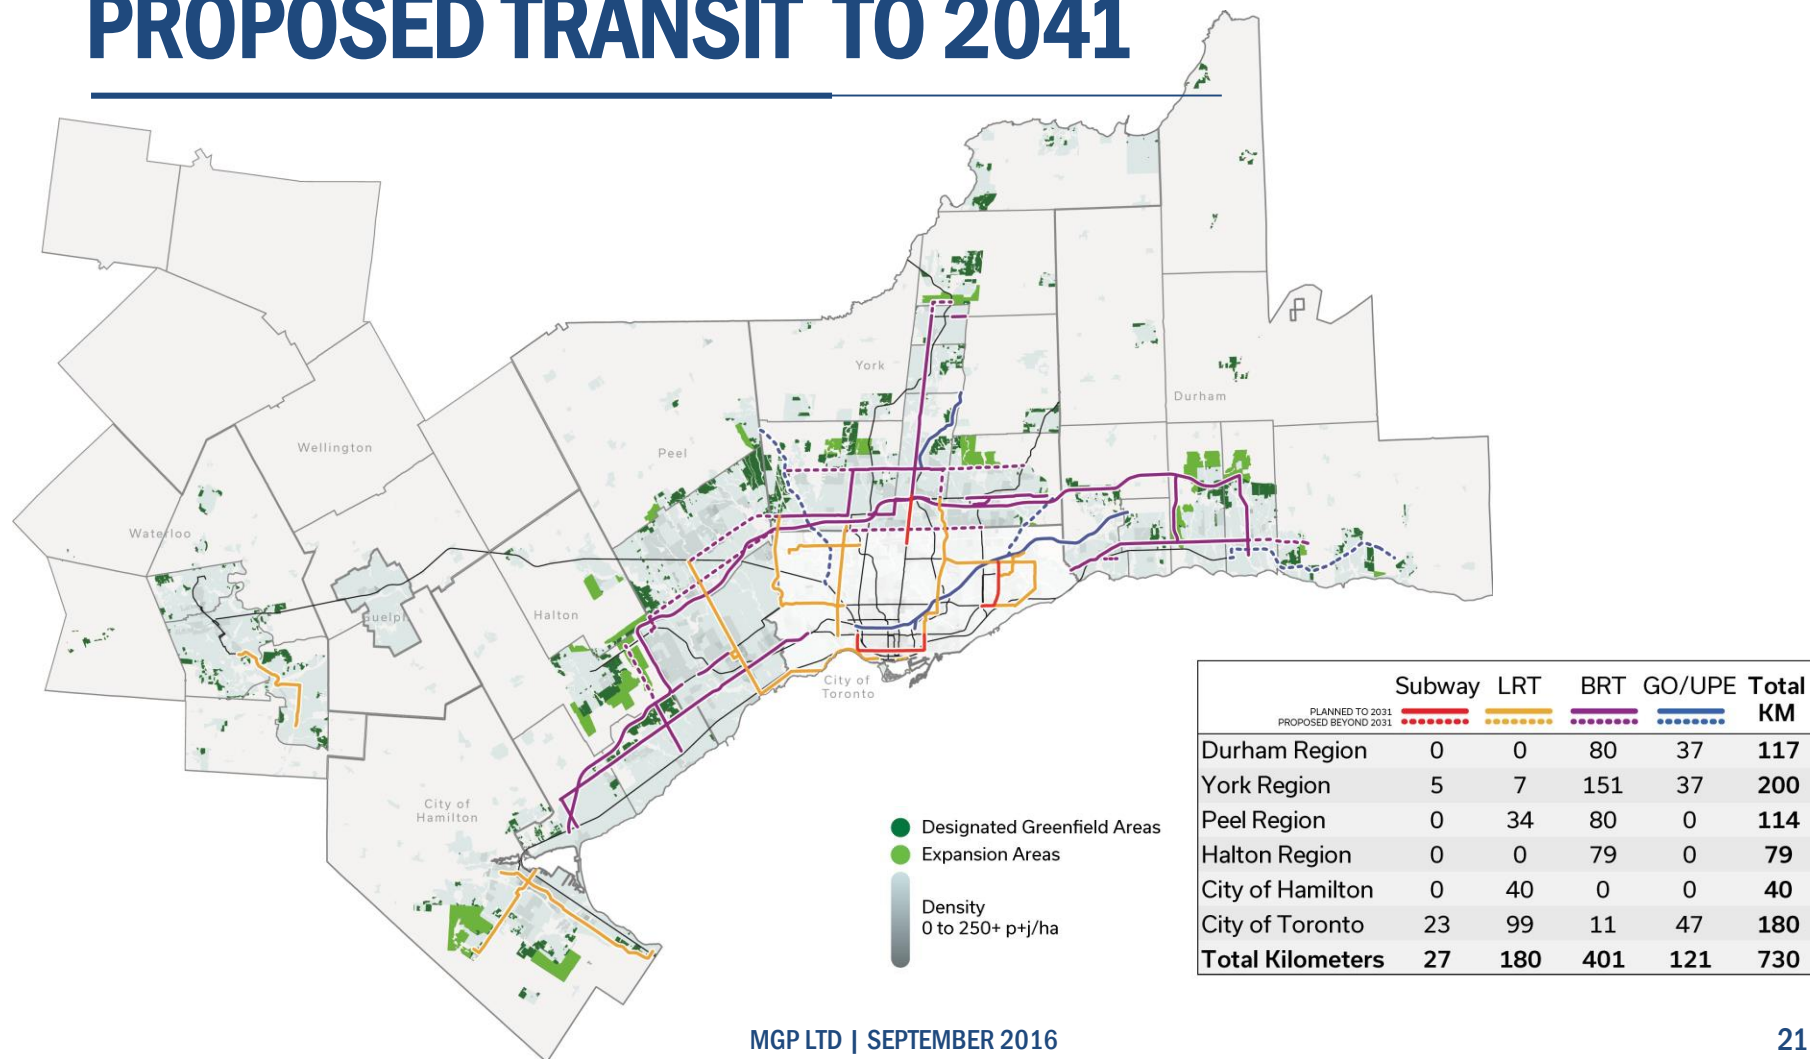 PROPOSED TRANSIT TO 2041
York
Durham
Wellington
Peel
Waterloo
Guelph
Halton
City of
Toronto
City of
Hamilton
Designated Greenfield Areas
Expansion Areas
Density
0 to 250+ p+j/ha
Subway LRT BRT GO/UPE Total
KM
PLANNED TO 2031
PROPOSED BEYOND 2031
Durham Region 0 0 80 37 117
York Region 5 7 151 37 200
Peel Region 0 34 80 0 114
Halton Region 0 0 79 0 79
City of Hamilton 0 40 0 0 40
City of Toronto 23 99 11 47 180
Total Kilometers 27 180 401 121 730
MGP LTD | SEPTEMBER 2016
21